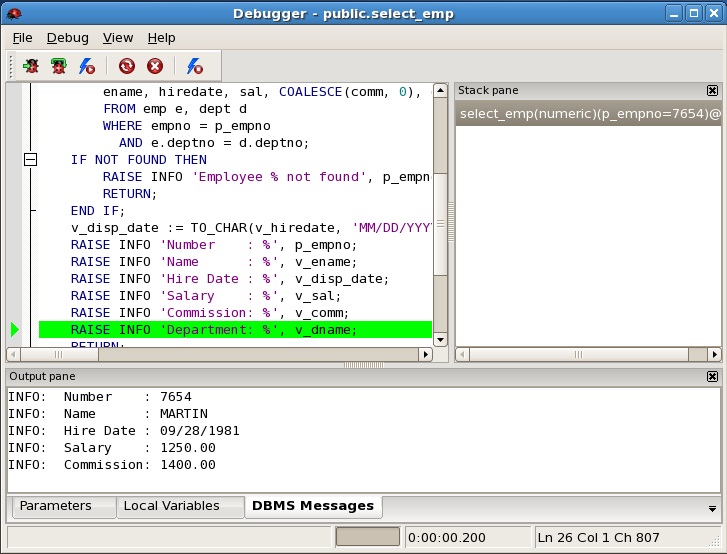 Debugger - public.select_emp
File Debug View Help
ename, hiredate, sal, COALESCE(comm, 0),
FROM emp e, dept d
WHERE empno = p_empno
AND e.deptno = d.deptno;
IF NOT FOUND THEN
RAISE INFO 'Employee % not found', p_empn
RETURN;
END IF;
v_disp_date := TO_CHAR(v_hiredate, 'MM/DD/YYY
RAISE INFO 'Number    : %', p_empno;
RAISE INFO 'Name      : %', v_ename;
RAISE INFO 'Hire Date : %', v_disp_date;
RAISE INFO 'Salary    : %', v_sal;
RAISE INFO 'Commission: %', v_comm;
RAISE INFO 'Department: %', v_dname;
RETURN;
Stack pane
select_emp(numeric)(p_empno=7654)@
Output pane
INFO:  Number    : 7654
INFO:  Name      : MARTIN
INFO:  Hire Date : 09/28/1981
INFO:  Salary    : 1250.00
INFO:  Commission: 1400.00
Parameters Local Variables DBMS Messages
0:00:00.200 Ln 26 Col 1 Ch 807